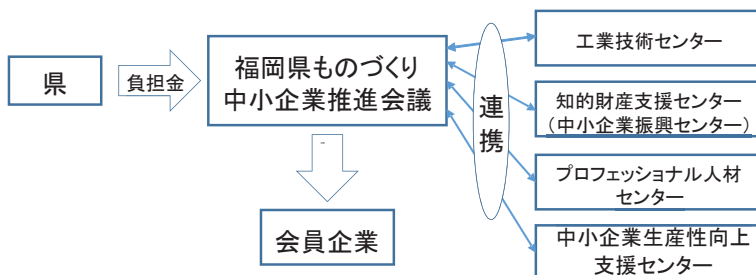 県
負担金
福岡県ものづくり
中小企業推進会議
連携
工業技術センター
知的財産支援センター
（中小企業振興センター）
プロフェッショナル人材
センター
中小企業生産性向上
支援センター
会員企業